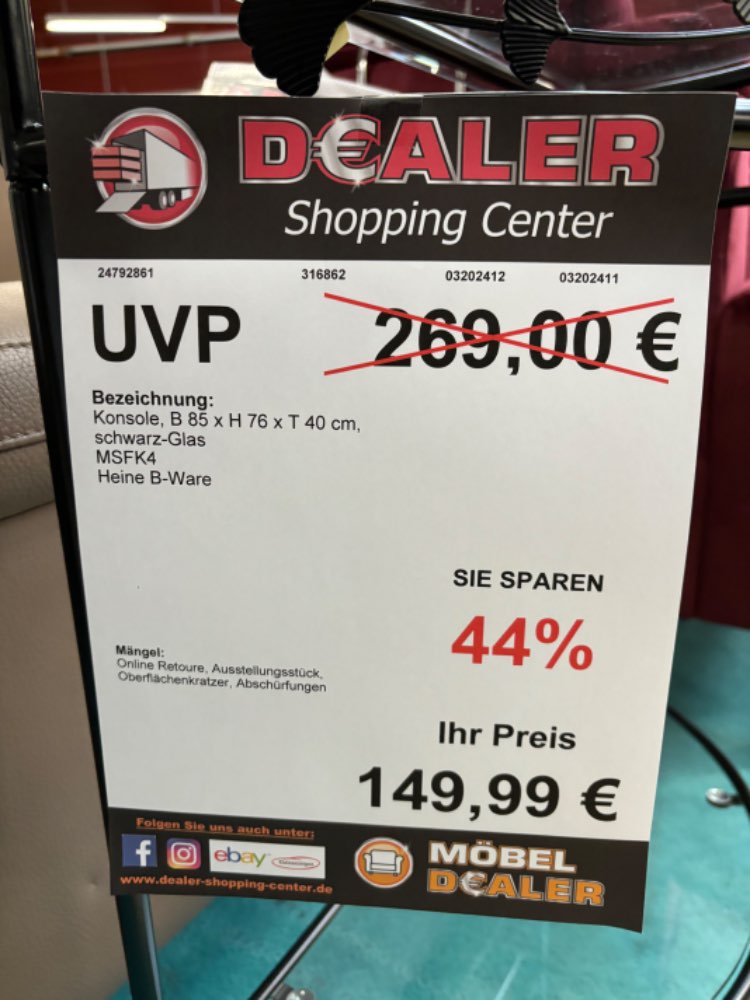 D€ALER
Shopping Center
24792861 316862 03202412 03202411
UVP 269,00 €
Bezeichnung:
Konsole, B 85 x H 76 x T 40 cm,
schwarz-Glas
MSFK4
Heine B-Ware
SIE SPAREN
44%
Mängel:
Online Retoure, Ausstellungsstück,
Oberflächenkratzer, Abschürfungen
Ihr Preis
149,99 €
Folgen Sie uns auch unter:
f ebay
www.dealer-shopping-center.de
MÖBEL
D€ALER